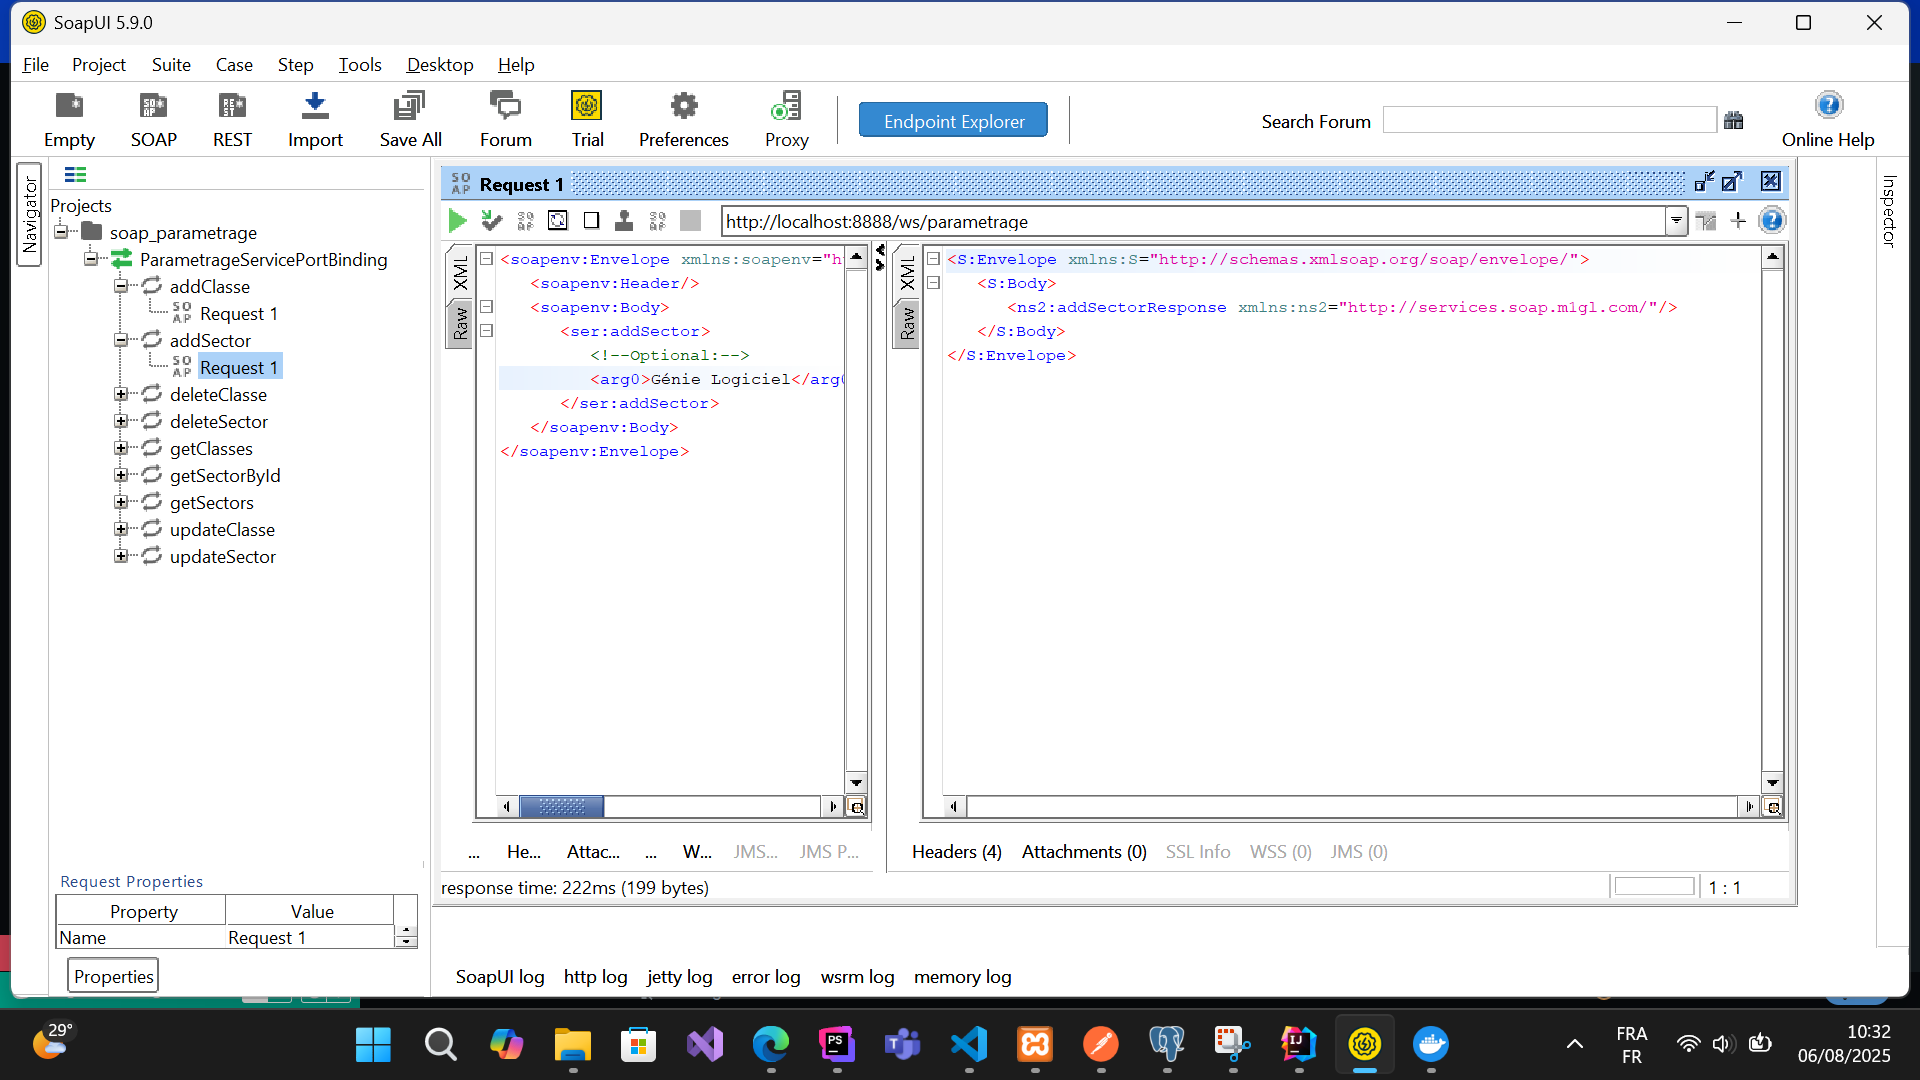 SoapUI 5.9.0
File Project Suite Case Step Tools Desktop Help
Empty SOAP REST Import Save All Forum Trial Preferences Proxy
Endpoint Explorer
Search Forum
Online Help
Navigator
Projects
soap_parametrage
ParametrageServicePortBinding
addClasse
Request 1
addSector
Request 1
deleteClasse
deleteSector
getClasses
getSectorById
getSectors
updateClasse
updateSector
Request Properties
Property Value
Name Request 1
Properties
Request 1
http://localhost:8888/ws/parametrage
XML
Raw
<soapenv:Envelope xmlns:soapenv="h
<soapenv:Header/>
<soapenv:Body>
<ser:addSector>
<!--Optional:-->
<arg0>Génie Logiciel</arg
</ser:addSector>
</soapenv:Body>
</soapenv:Envelope>
... He... Attac... ... W... JMS... JMS P...
XML
Raw
<S:Envelope xmlns:S="http://schemas.xmlsoap.org/soap/envelope/">
<S:Body>
<ns2:addSectorResponse xmlns:ns2="http://services.soap.m1gl.com/"/>
</S:Body>
</S:Envelope>
Headers (4) Attachments (0) SSL Info WSS (0) JMS (0)
response time: 222ms (199 bytes)
1 : 1
Inspector
SoapUI log http log jetty log error log wsrm log memory log
29°
FRA
FR
10:32
06/08/2025